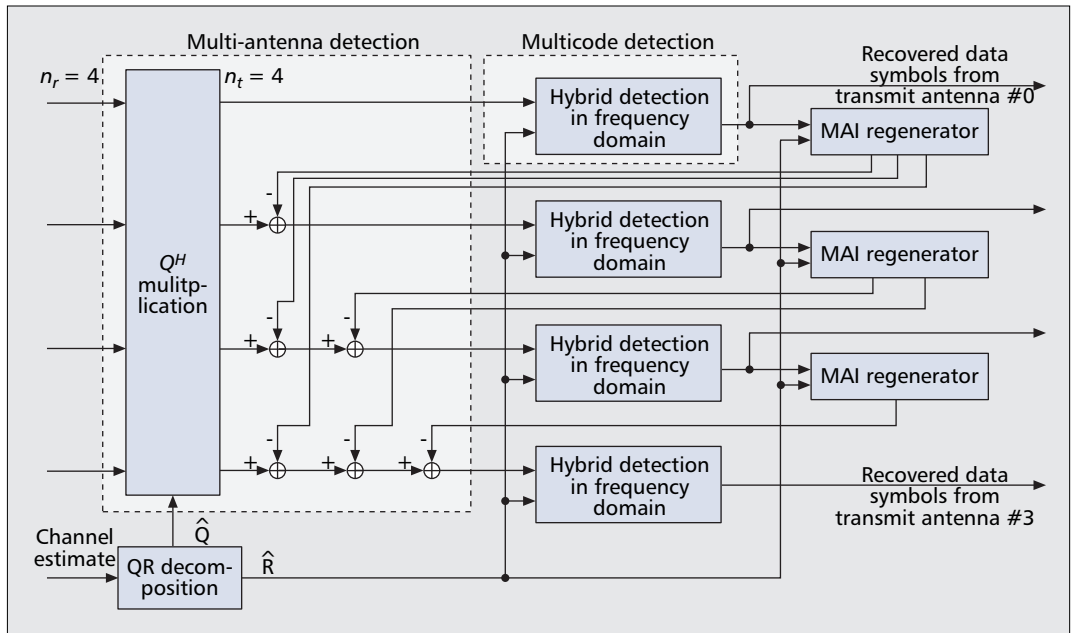 Multi-antenna detection
Multicode detection
n_r = 4
n_t = 4
Recovered data
symbols from
transmit antenna #0
Hybrid detection
in frequency
domain
MAI regenerator
-
+
Hybrid detection
in frequency
domain
MAI regenerator
Q^H
mulitp-
lication
-
-
+
+
Hybrid detection
in frequency
domain
MAI regenerator
-
-
-
+
+
+
Hybrid detection
in frequency
domain
Recovered data
symbols from
transmit antenna #3
Channel
estimate
Q̂
QR decom-
position
R̂